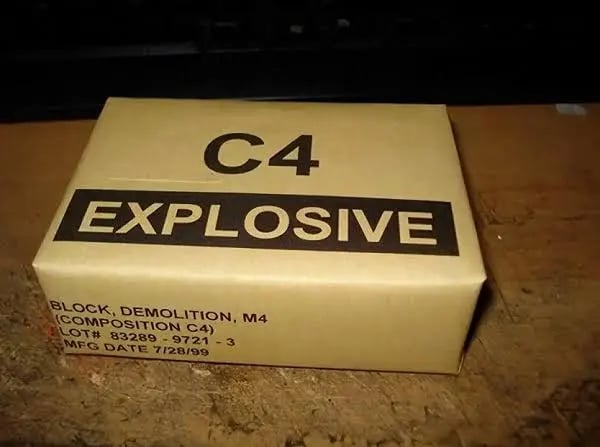 C4
EXPLOSIVE
BLOCK, DEMOLITION, M4
(COMPOSITION C4)
LOT# 83289 - 9721 - 3
MFG DATE 7/28/99